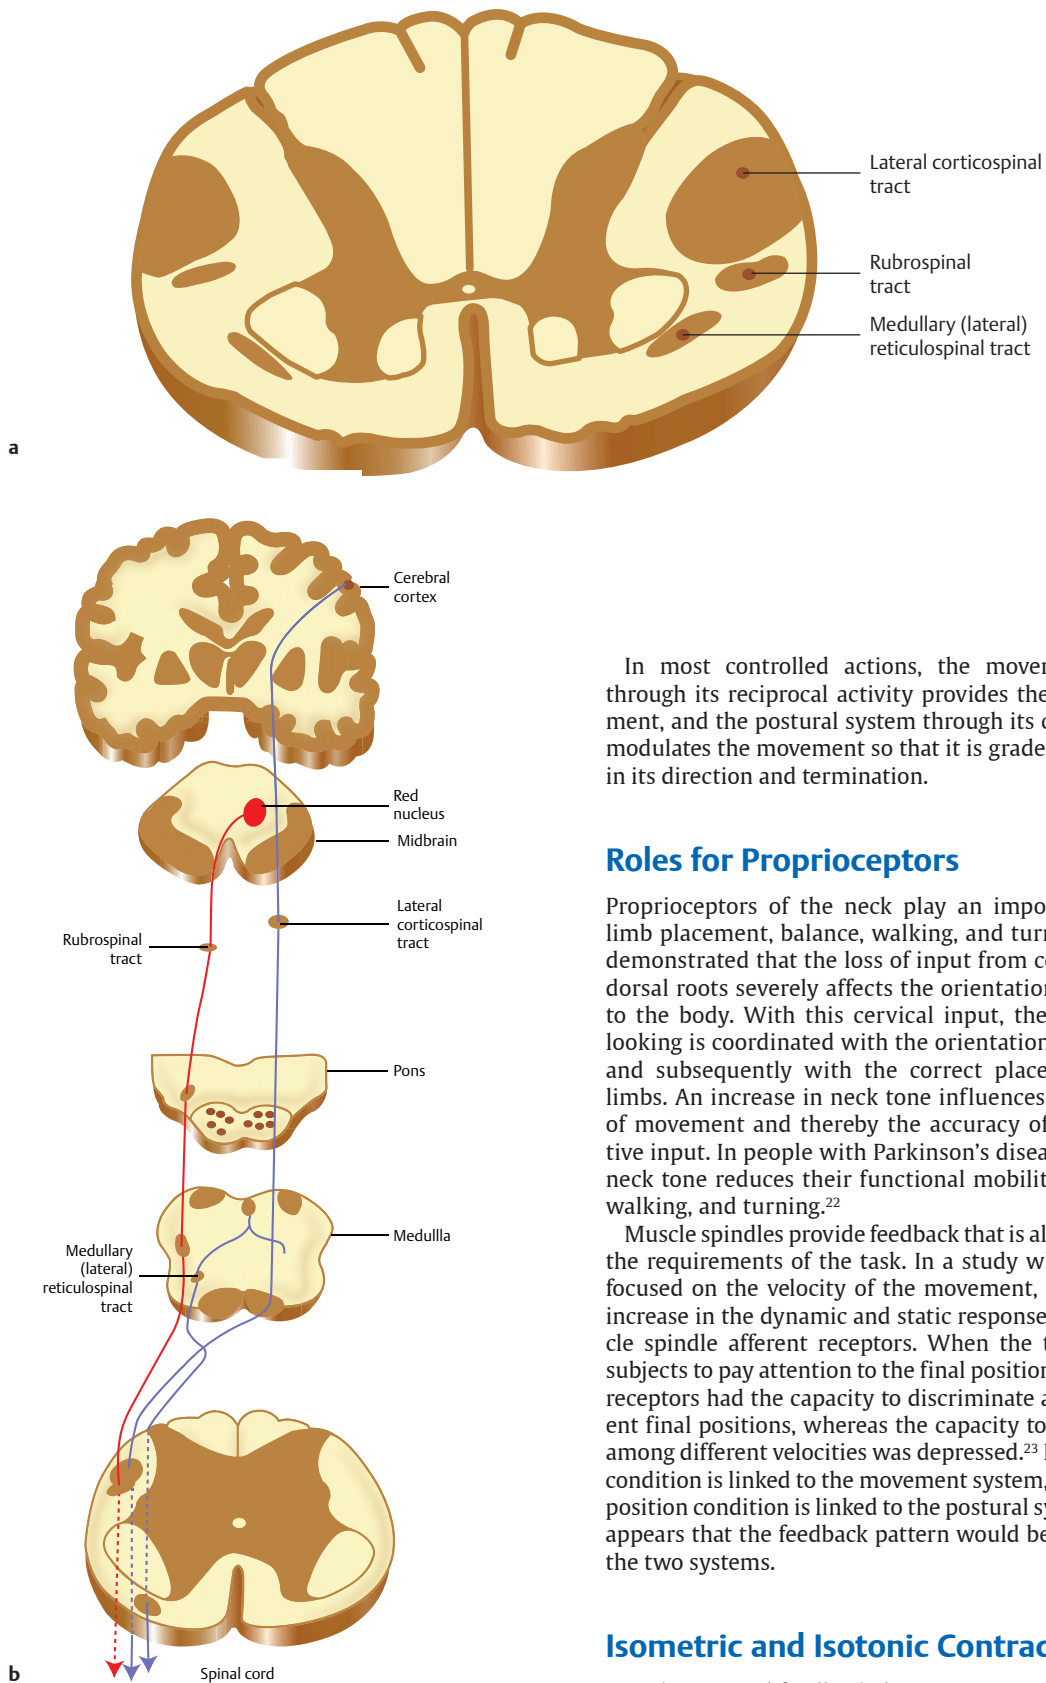 Lateral corticospinal
tract
Rubrospinal
tract
Medullary (lateral)
reticulospinal tract
a
Cerebral
cortex
Red
nucleus
Midbrain
Lateral
corticospinal
tract
Rubrospinal
tract
Pons
Medullla
Medullary
(lateral)
reticulospinal
tract
Spinal cord
b
In most controlled actions, the movem
through its reciprocal activity provides the
ment, and the postural system through its c
modulates the movement so that it is grade
in its direction and termination.
Roles for Proprioceptors
Proprioceptors of the neck play an impo
limb placement, balance, walking, and turn
demonstrated that the loss of input from ce
dorsal roots severely affects the orientation
to the body. With this cervical input, the
looking is coordinated with the orientation
and subsequently with the correct place
limbs. An increase in neck tone influences
of movement and thereby the accuracy of
tive input. In people with Parkinson’s disea
neck tone reduces their functional mobilit
walking, and turning.²²
Muscle spindles provide feedback that is al
the requirements of the task. In a study w
focused on the velocity of the movement,
increase in the dynamic and static response
cle spindle afferent receptors. When the t
subjects to pay attention to the final position
receptors had the capacity to discriminate a
ent final positions, whereas the capacity to
among different velocities was depressed.²³
condition is linked to the movement system,
position condition is linked to the postural sy
appears that the feedback pattern would be
the two systems.
Isometric and Isotonic Contrac